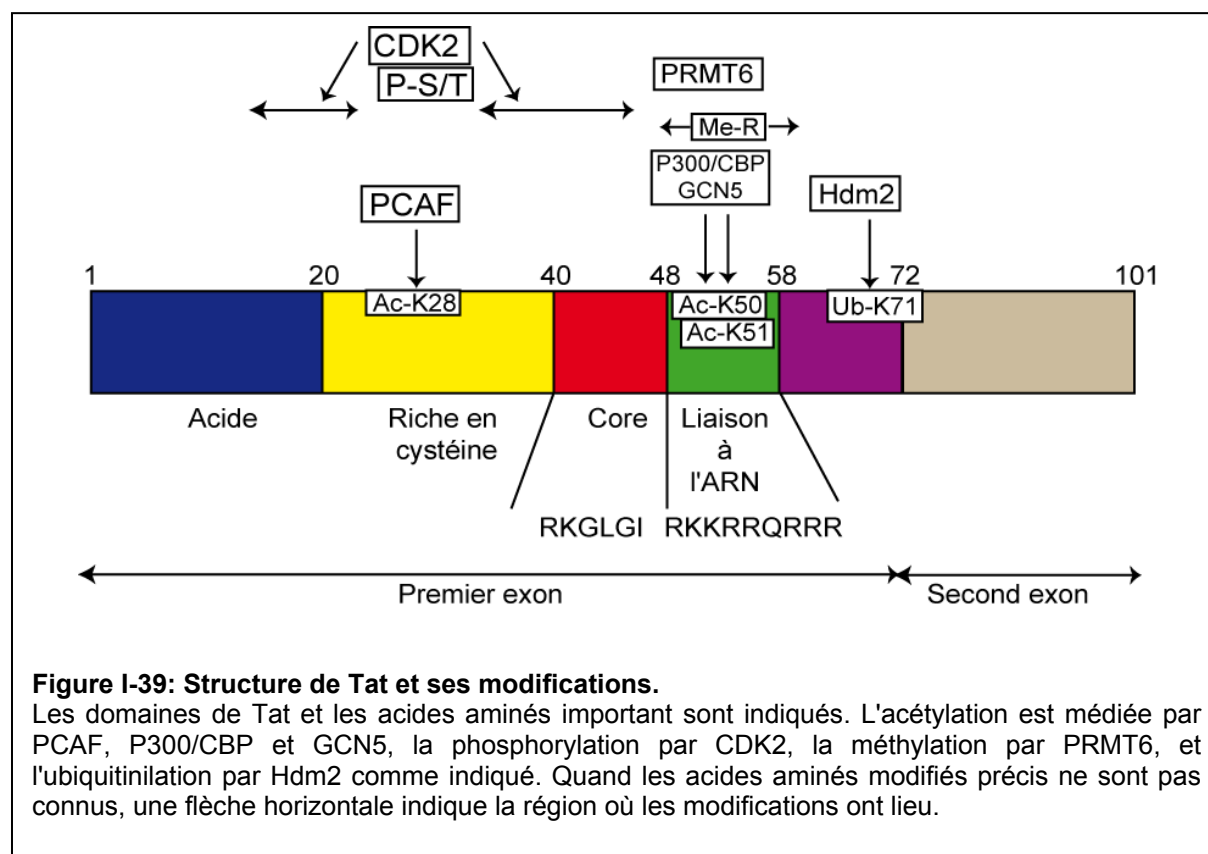 CDK2
P-S/T
PRMT6
Me-R
P300/CBP
GCN5
PCAF
Hdm2
1 20 40 48 58 72 101
Ac-K28
Ac-K50
Ac-K51
Ub-K71
Acide
Riche en
cystéine
Core
Liaison
à
l'ARN
RKGLGI RKKRRQRRR
Premier exon
Second exon
Figure I-39: Structure de Tat et ses modifications.
Les domaines de Tat et les acides aminés important sont indiqués. L'acétylation est médiée par
PCAF, P300/CBP et GCN5, la phosphorylation par CDK2, la méthylation par PRMT6, et
l'ubiquitinilation par Hdm2 comme indiqué. Quand les acides aminés modifiés précis ne sont pas
connus, une flèche horizontale indique la région où les modifications ont lieu.